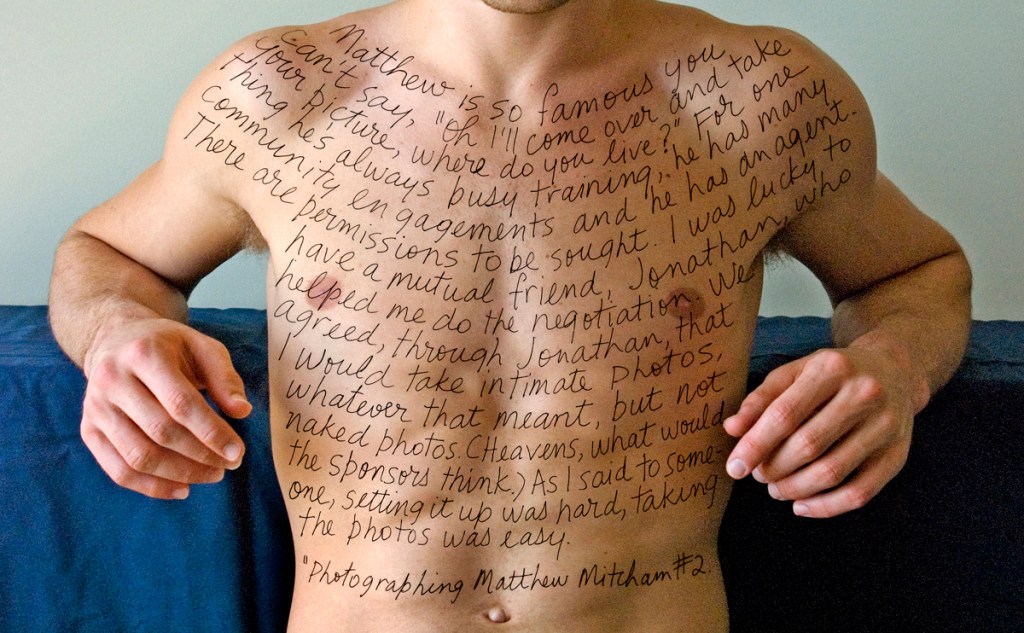 Matthew is so famous you
can't say, "Oh I'll come over and take
your picture, where do you live?" For one
thing he's always busy training, he has many
community engagements and he has an agent.
There are permissions to be sought. I was lucky to
have a mutual friend, Jonathan, who
helped me do the negotiation. We
agreed, through Jonathan, that
I would take intimate photos,
whatever that meant, but not
naked photos. (Heavens, what would
the sponsors think.) As I said to some-
one, setting it up was hard, taking
the photos was easy.
"Photographing Matthew Mitcham #2.